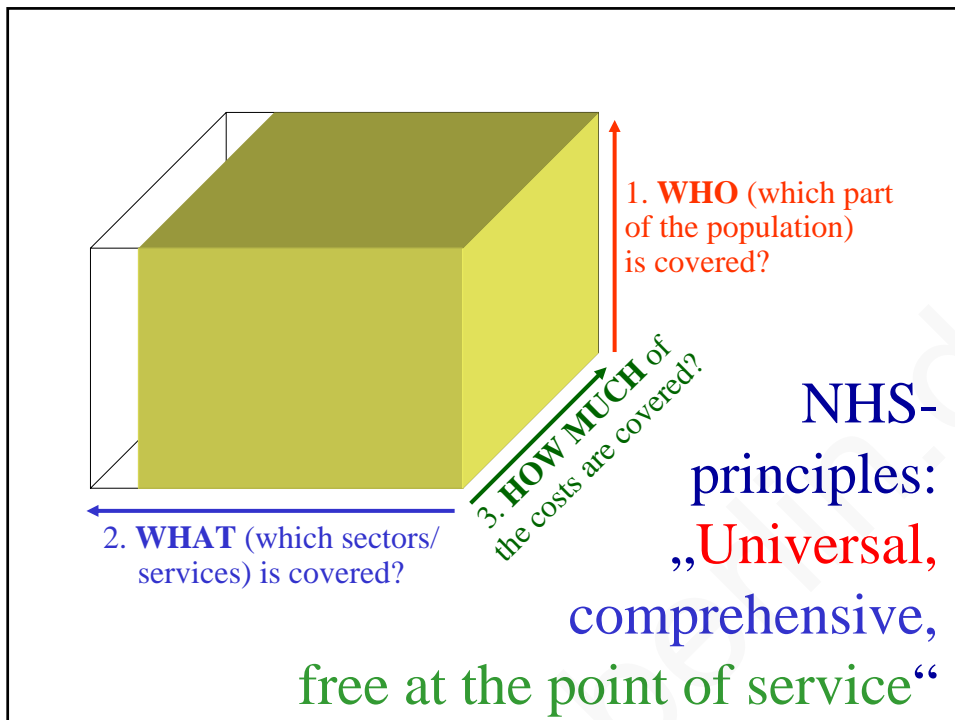 1. WHO (which part
of the population)
is covered?
3. HOW MUCH of
the costs are covered?
2. WHAT (which sectors/
services) is covered?
NHS-
principles:
„Universal,
comprehensive,
free at the point of service“